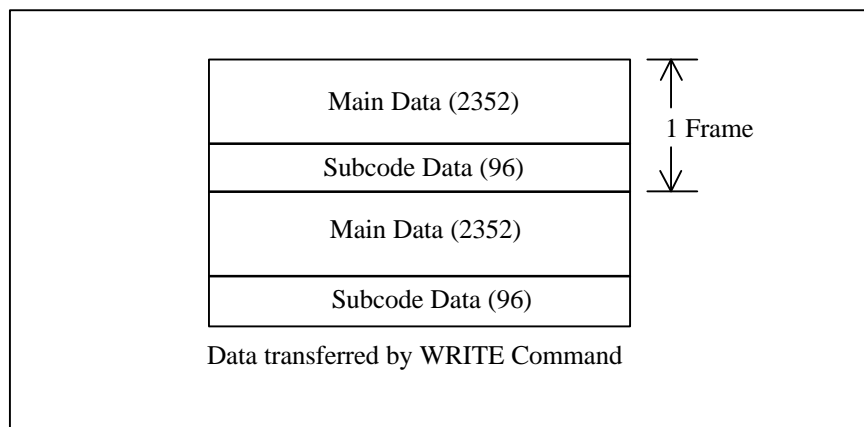 Main Data (2352)
1 Frame
Subcode Data (96)
Main Data (2352)
Subcode Data (96)
Data transferred by WRITE Command